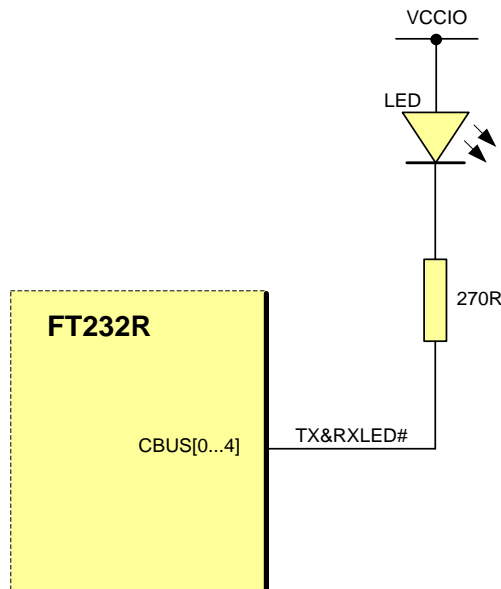 VCCIO
LED
270R
FT232R
TX&RXLED#
CBUS[0...4]